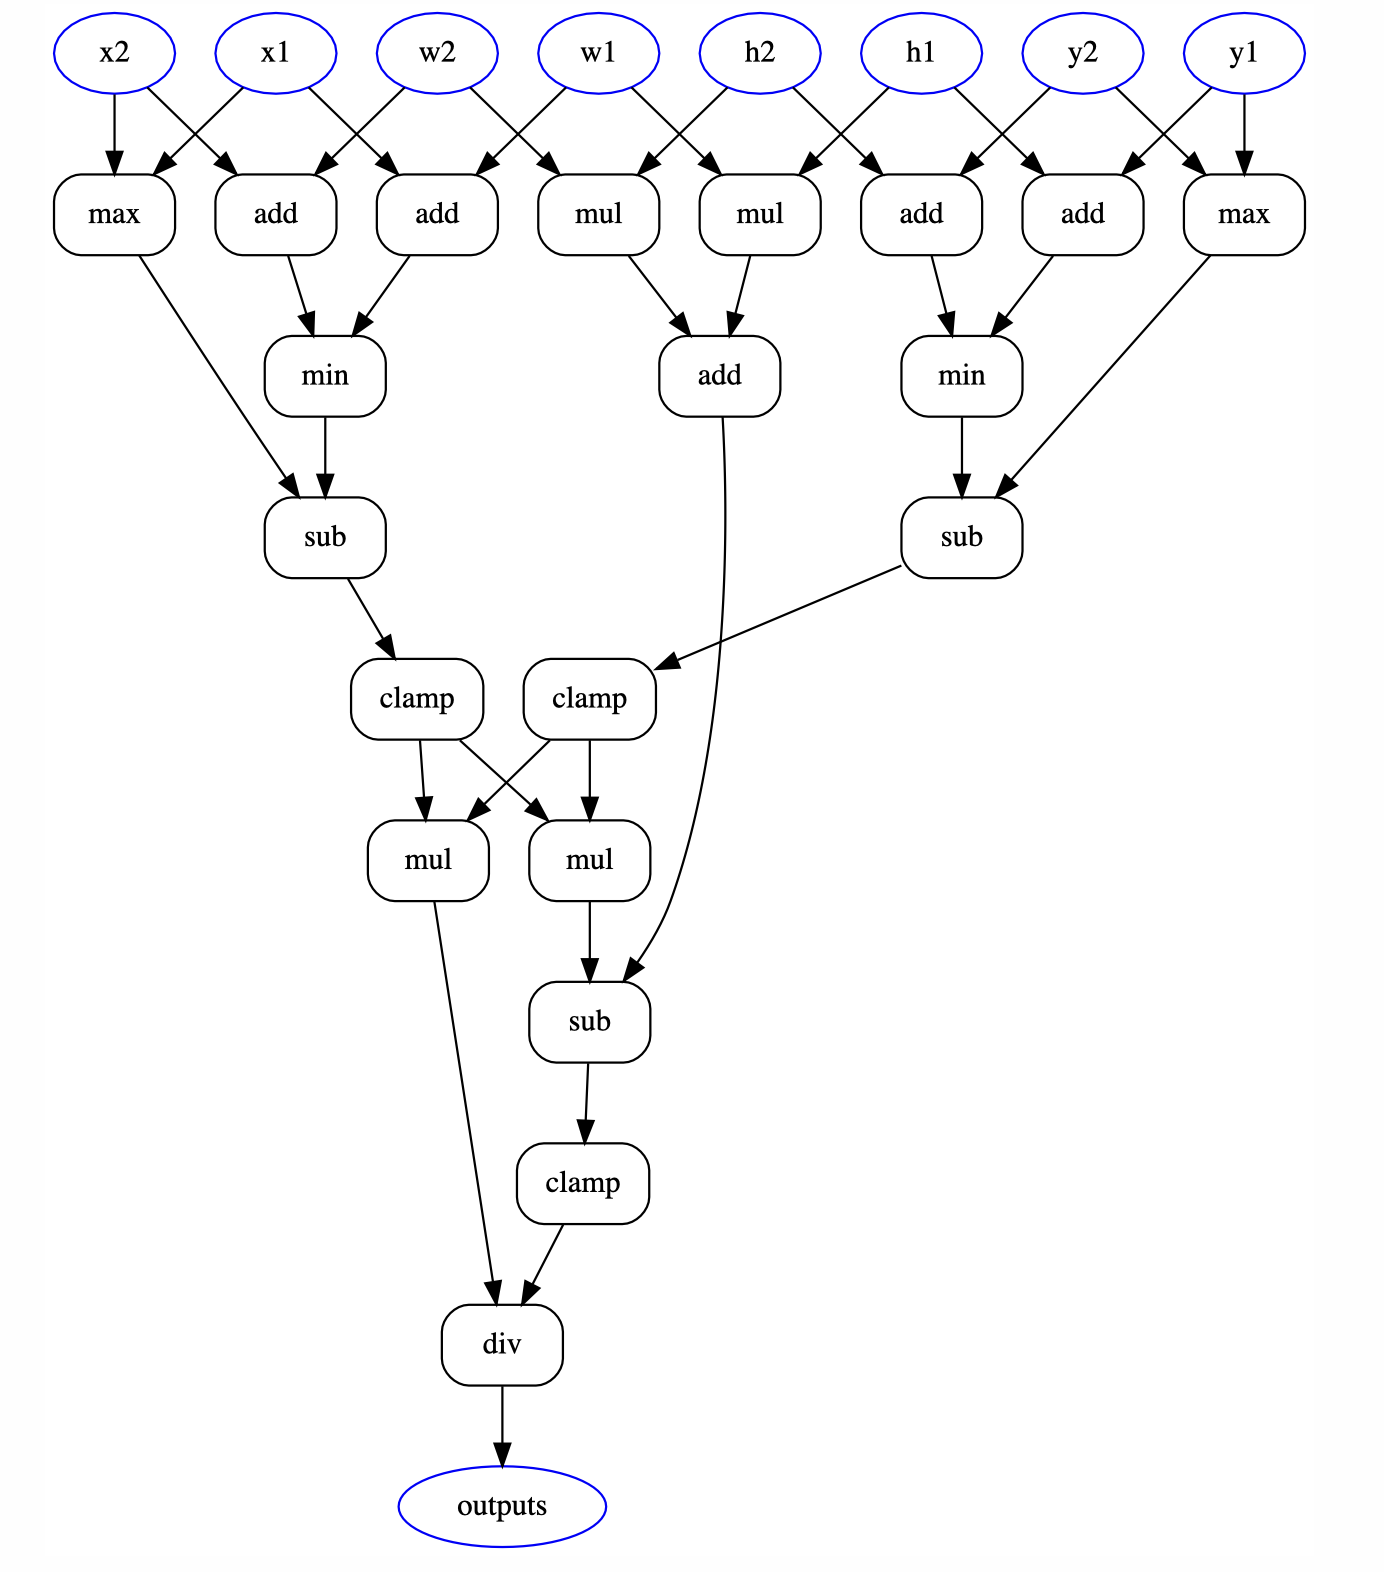 x2 x1 w2 w1 h2 h1 y2 y1
max add add mul mul add add max
min add min
sub sub
clamp clamp
mul mul
sub
clamp
div
outputs